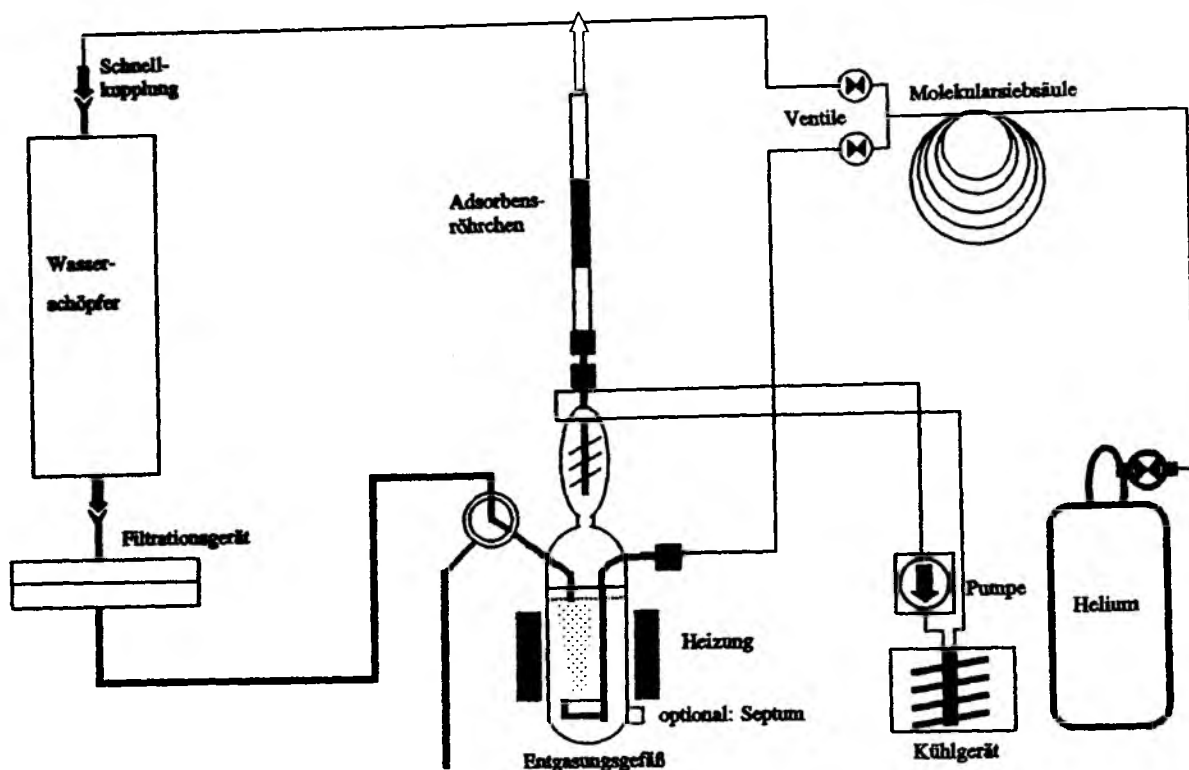 Schnell-
kupplung
Molekularsiebsäule
Ventile
Adsorbens-
röhrchen
Wasser-
schöpfer
Filtrationsgerät
Pumpe
Helium
Heizung
optional: Septum
Kühlgerät
Entgasungsgefäß